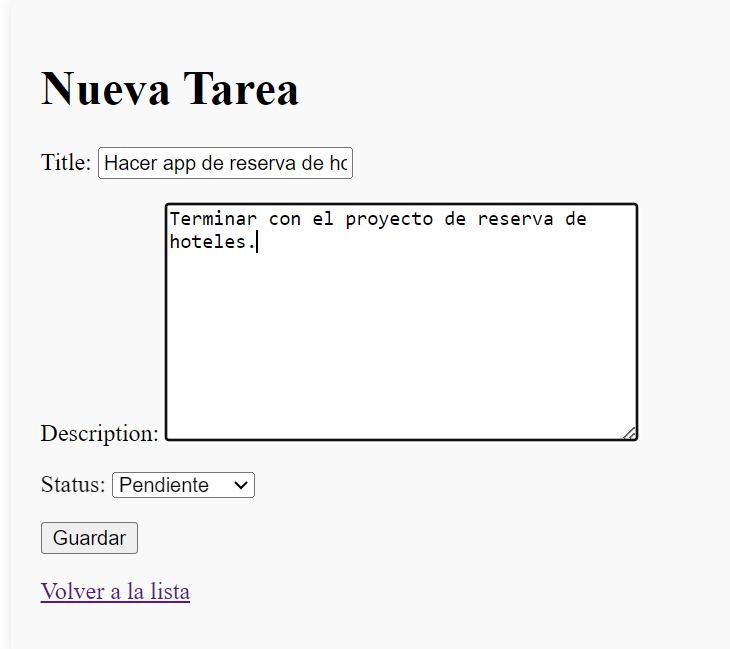 Nueva Tarea
Title: Hacer app de reserva de ho
Terminar con el proyecto de reserva de
hoteles.
Description:
Status: Pendiente
Guardar
Volver a la lista